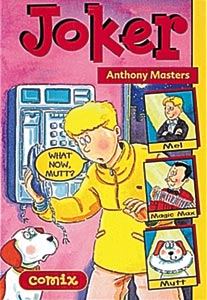 Joker
Anthony Masters
WHAT
NOW,
MUTT?
Mel
Magic Max
Mutt
comix